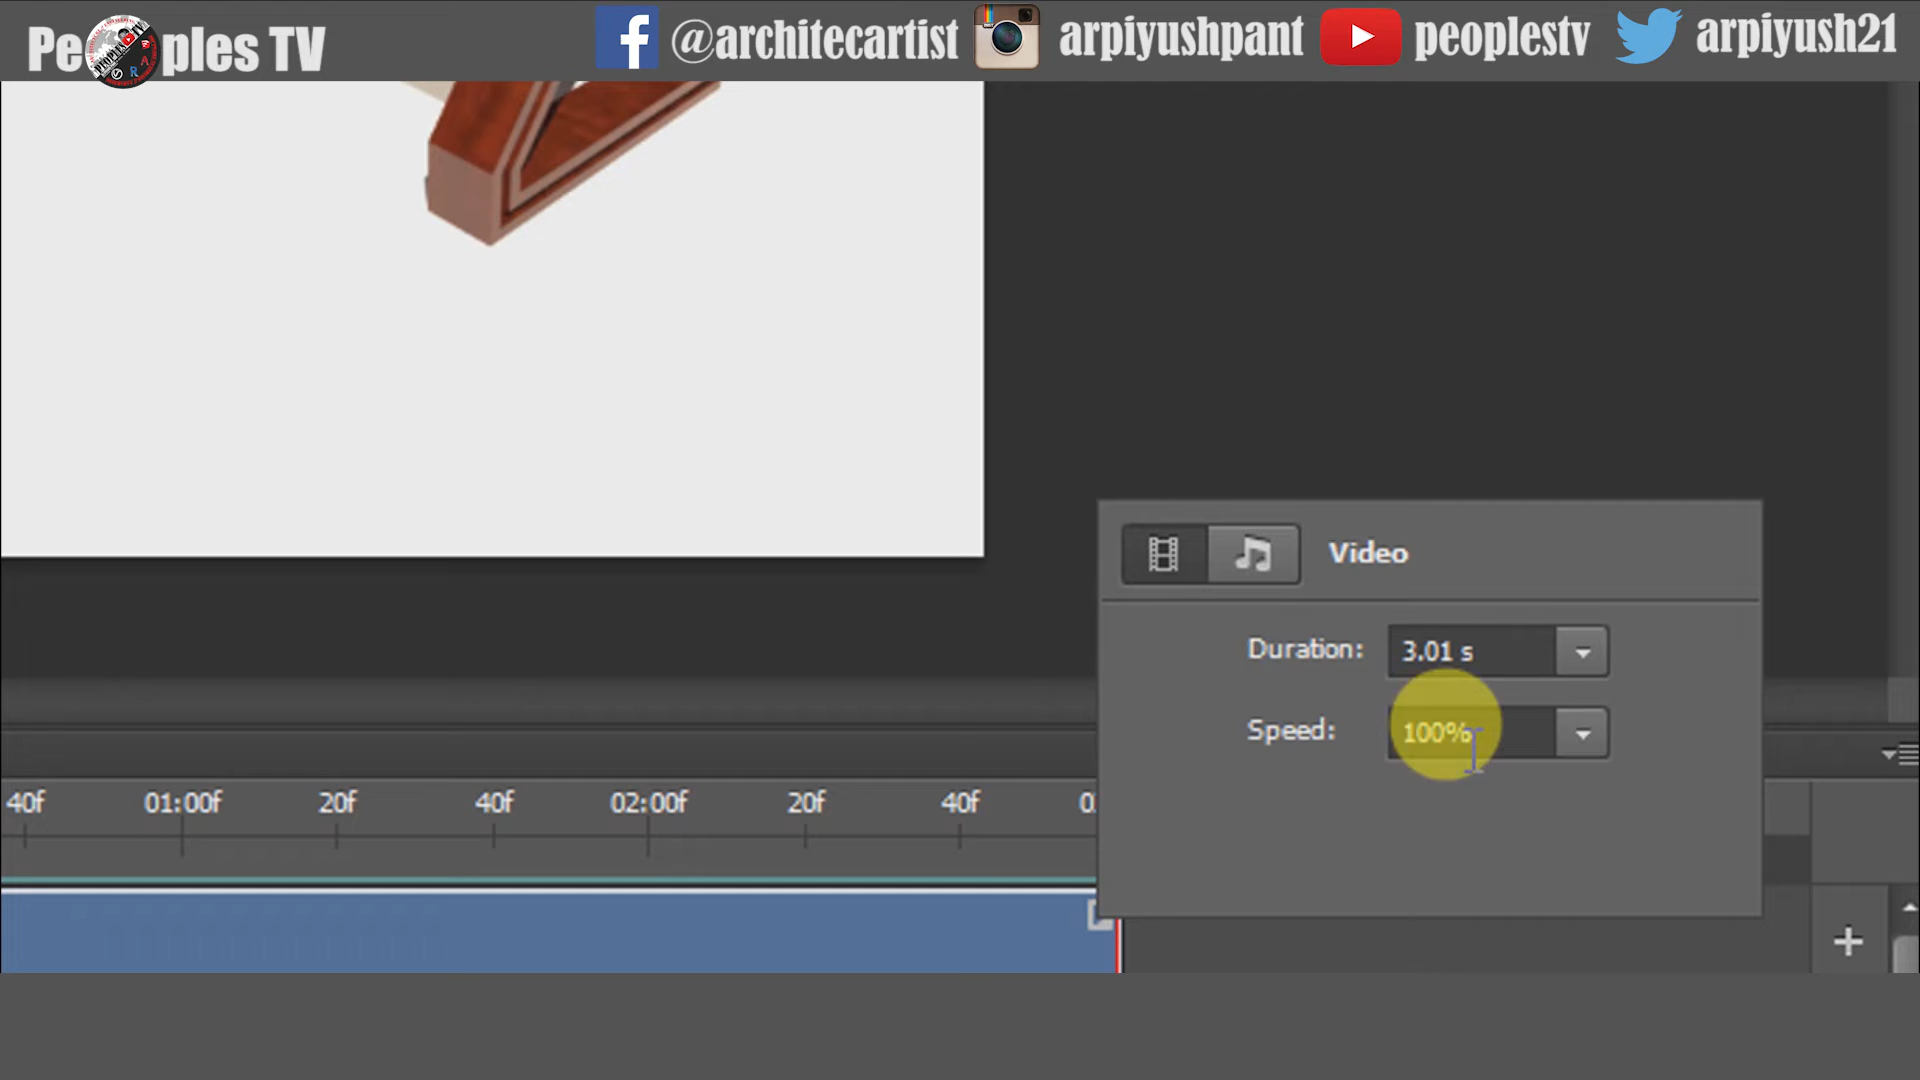 Peoples TV @architecartist arpiyushpant peoplestv arpiyush21
Video
Duration: 3.01 s
Speed: 100%
40f 01:00f 20f 40f 02:00f 20f 40f